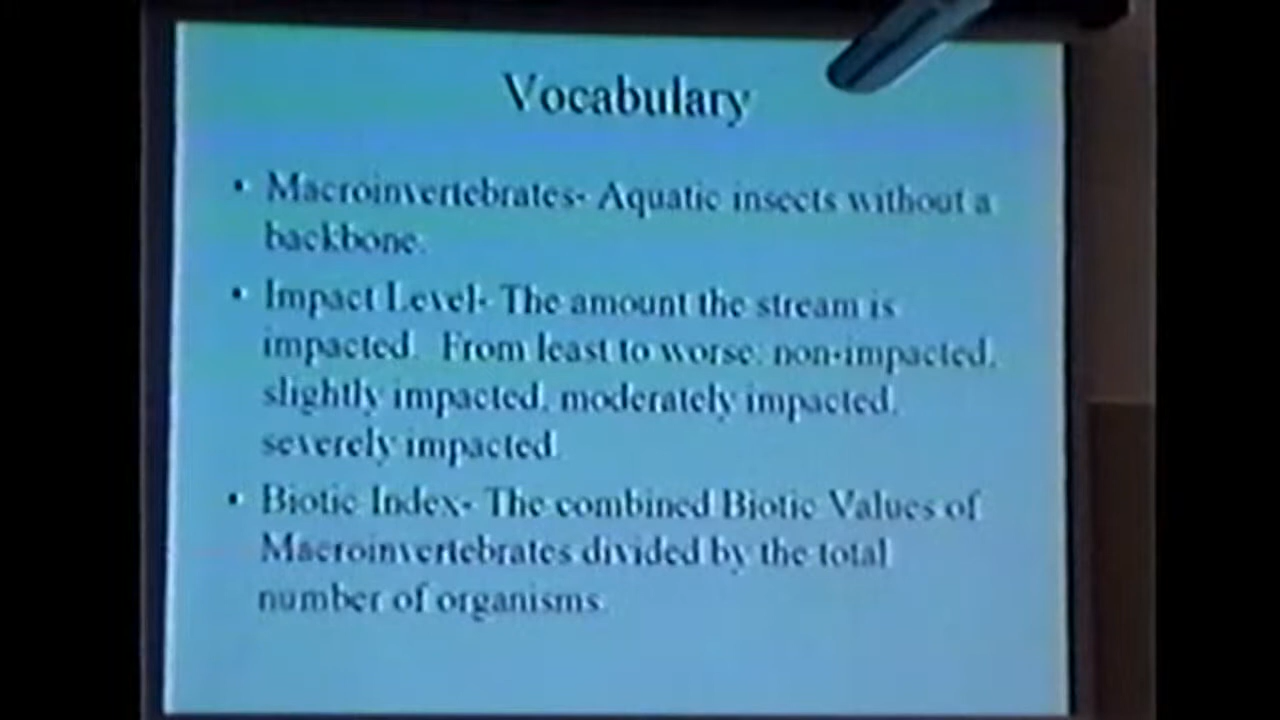 Vocabulary
• Macroinvertebrates- Aquatic insects without a
backbone.
• Impact Level- The amount the stream is
impacted. From least to worse: non-impacted,
slightly impacted, moderately impacted,
severely impacted.
• Biotic Index- The combined Biotic Values of
Macroinvertebrates divided by the total
number of organisms.